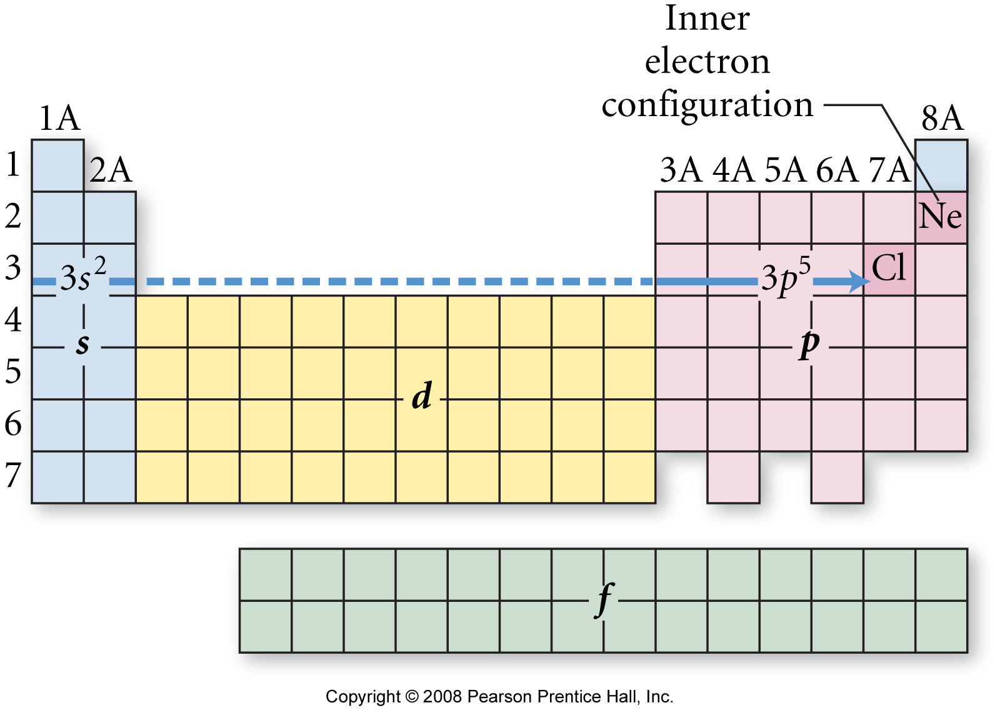 Inner
electron
configuration
1A
8A
2A
3A 4A 5A 6A 7A
1
2
Ne
3
3s²
3p⁵
Cl
4
s
p
5
d
6
7
f
Copyright © 2008 Pearson Prentice Hall, Inc.